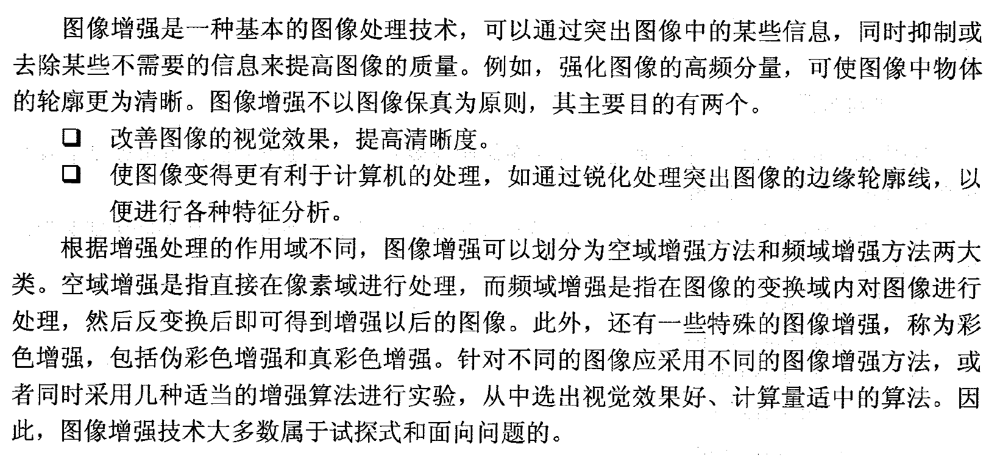 图像增强是一种基本的图像处理技术，可以通过突出图像中的某些信息，同时抑制或
去除某些不需要的信息来提高图像的质量。例如，强化图像的高频分量，可使图像中物体
的轮廓更为清晰。图像增强不以图像保真为原则，其主要目的有两个。
❑ 改善图像的视觉效果，提高清晰度。
❑ 使图像变得更有利于计算机的处理，如通过锐化处理突出图像的边缘轮廓线，以
便进行各种特征分析。
根据增强处理的作用域不同，图像增强可以划分为空域增强方法和频域增强方法两大
类。空域增强是指直接在像素域进行处理，而频域增强是指在图像的变换域内对图像进行
处理，然后反变换后即可得到增强以后的图像。此外，还有一些特殊的图像增强，称为彩
色增强，包括伪彩色增强和真彩色增强。针对不同的图像应采用不同的图像增强方法，或
者同时采用几种适当的增强算法进行实验，从中选出视觉效果好、计算量适中的算法。因
此，图像增强技术大多数属于试探式和面向问题的。